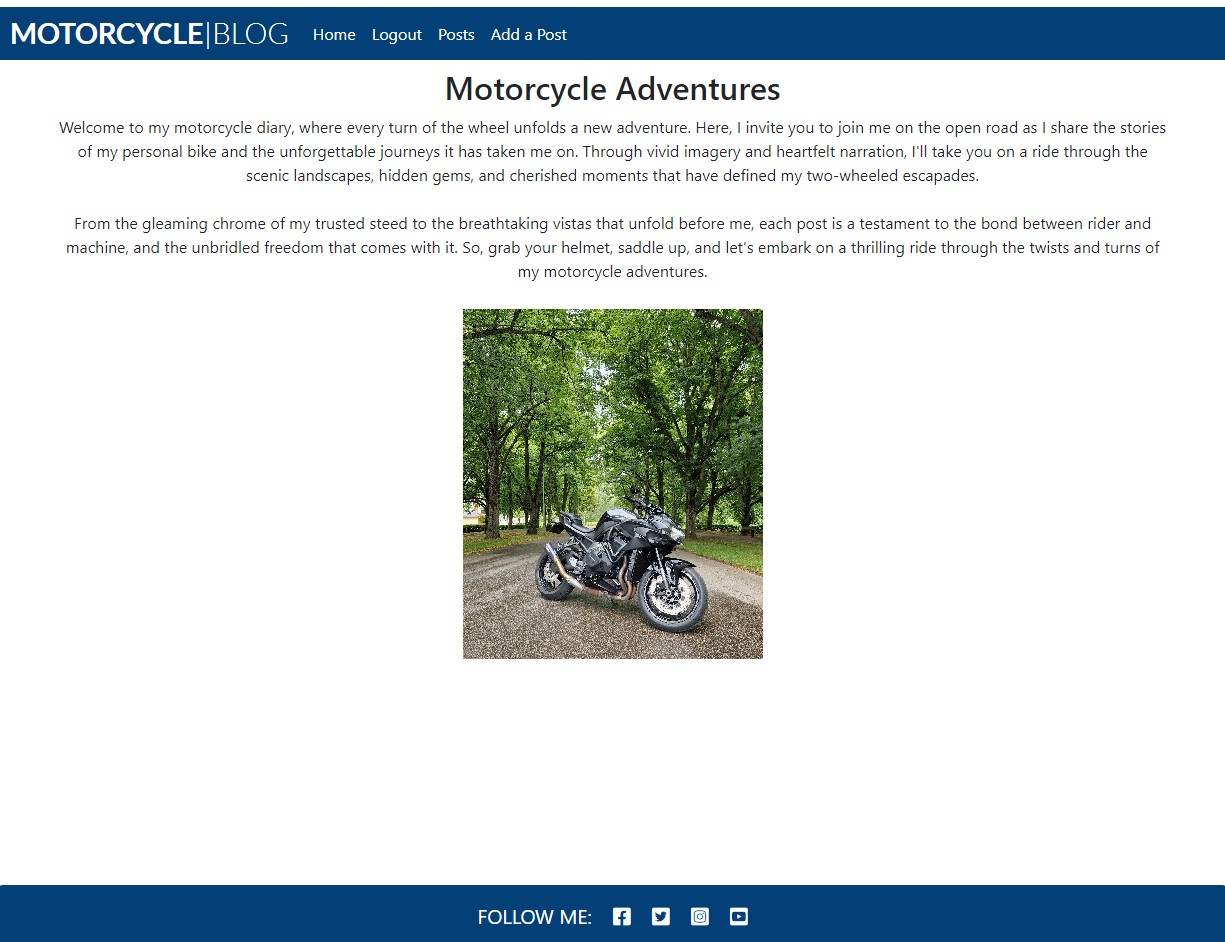 MOTORCYCLE|BLOG Home Logout Posts Add a Post
Motorcycle Adventures
Welcome to my motorcycle diary, where every turn of the wheel unfolds a new adventure. Here, I invite you to join me on the open road as I share the stories
of my personal bike and the unforgettable journeys it has taken me on. Through vivid imagery and heartfelt narration, I'll take you on a ride through the
scenic landscapes, hidden gems, and cherished moments that have defined my two-wheeled escapades.
From the gleaming chrome of my trusted steed to the breathtaking vistas that unfold before me, each post is a testament to the bond between rider and
machine, and the unbridled freedom that comes with it. So, grab your helmet, saddle up, and let's embark on a thrilling ride through the twists and turns of
my motorcycle adventures.
FOLLOW ME: